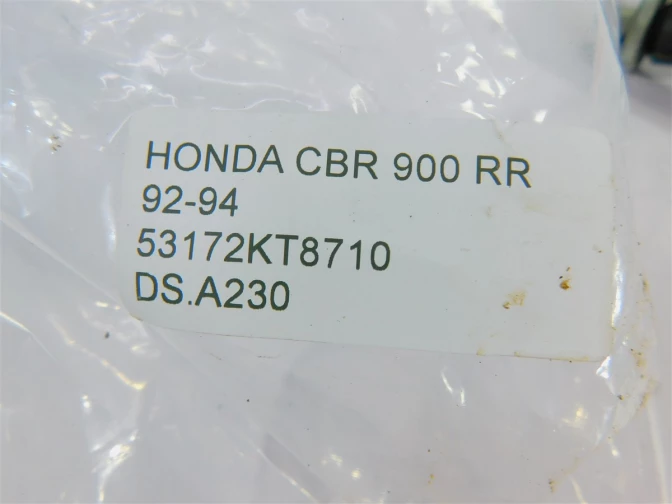 HONDA CBR 900 RR
92-94
53172KT8710
DS.A230